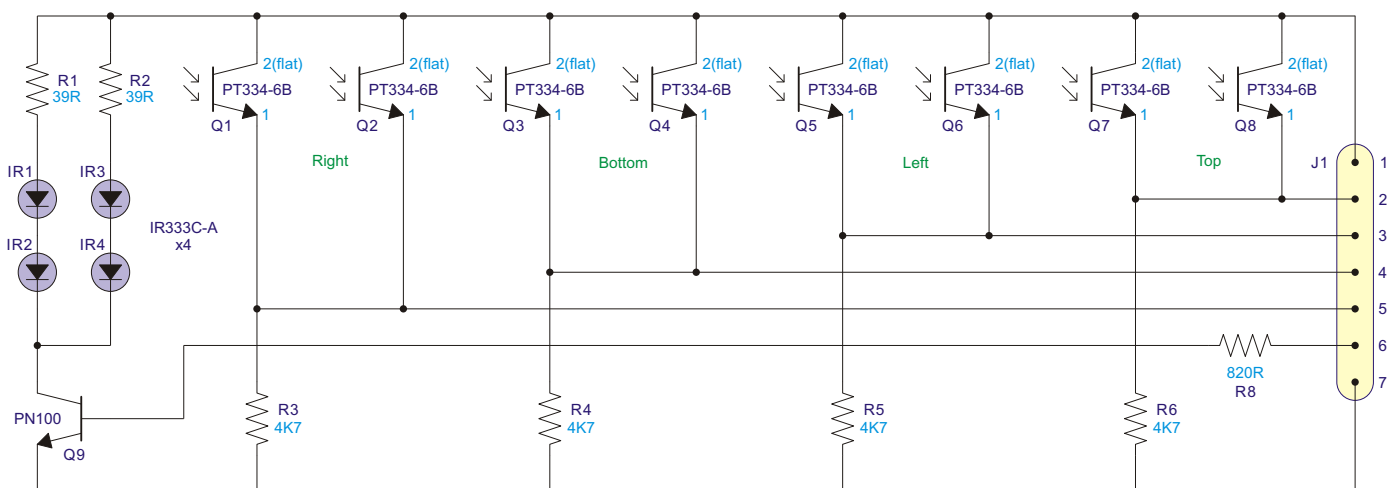 2(flat) 2(flat) 2(flat) 2(flat) 2(flat) 2(flat) 2(flat) 2(flat)
R1 R2 PT334-6B PT334-6B PT334-6B PT334-6B PT334-6B PT334-6B PT334-6B PT334-6B
39R 39R
1 1 1 1 1 1 1 1
Q1 Q2 Q3 Q4 Q5 Q6 Q7 Q8
Right Bottom Left Top J1 1
IR1 IR3
2
IR333C-A
x4
3
IR2 IR4
4
5
6
820R
R8
7
PN100 R3 R4 R5 R6
4K7 4K7 4K7 4K7
Q9